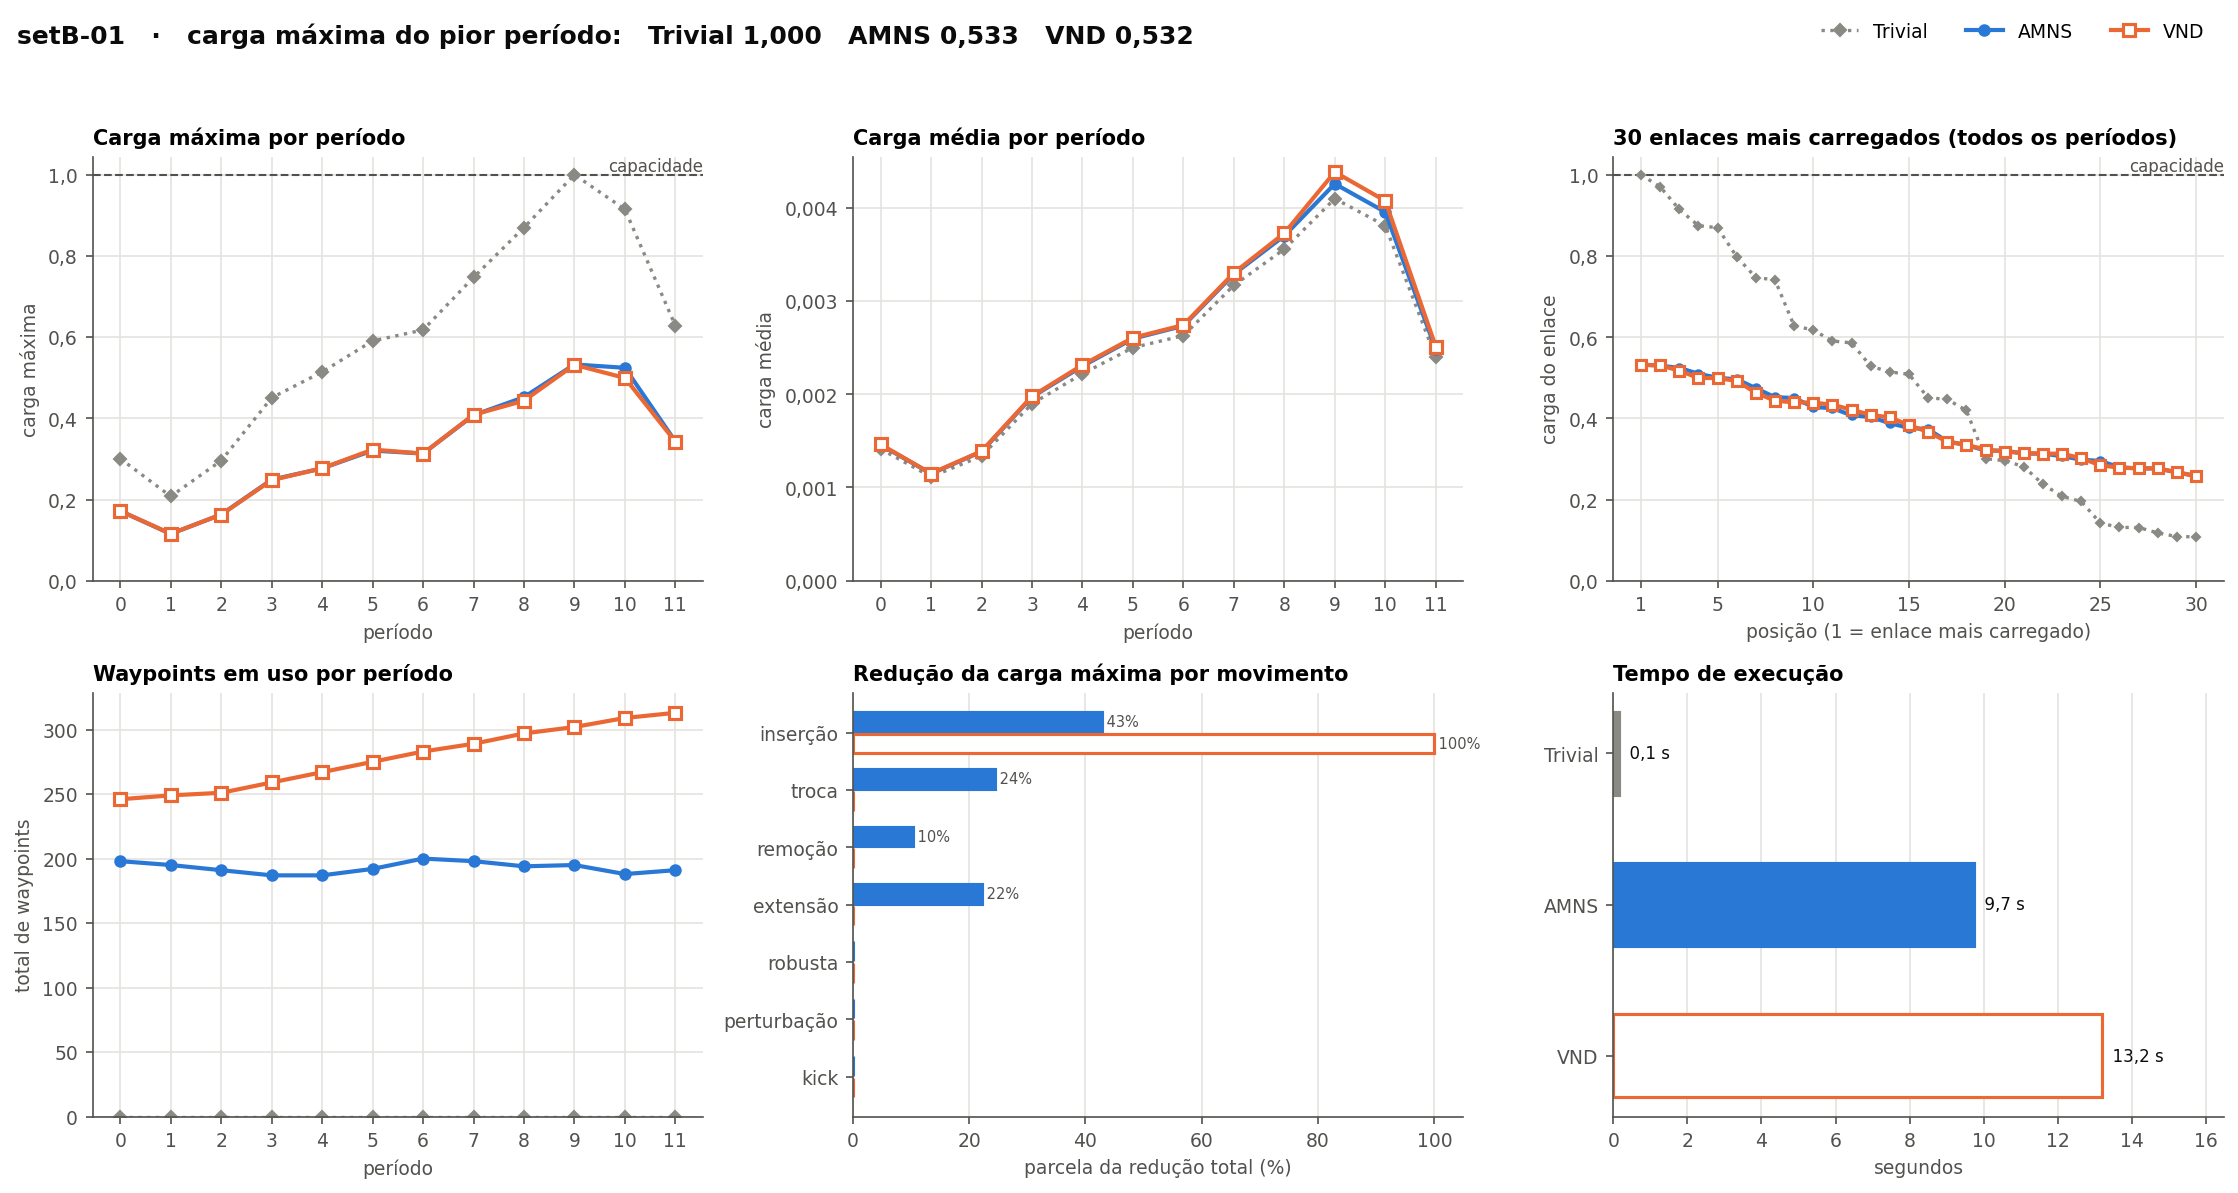 setB-01 · carga máxima do pior período: Trivial 1,000 AMNS 0,533 VND 0,532
Trivial AMNS VND
Carga máxima por período
capacidade
carga máxima
1,0
0,8
0,6
0,4
0,2
0,0
0 1 2 3 4 5 6 7 8 9 10 11
período
Carga média por período
carga média
0,004
0,003
0,002
0,001
0,000
0 1 2 3 4 5 6 7 8 9 10 11
período
30 enlaces mais carregados (todos os períodos)
capacidade
carga do enlace
1,0
0,8
0,6
0,4
0,2
0,0
1 5 10 15 20 25 30
posição (1 = enlace mais carregado)
Waypoints em uso por período
total de waypoints
300
250
200
150
100
50
0
0 1 2 3 4 5 6 7 8 9 10 11
período
Redução da carga máxima por movimento
inserção 43%
100%
troca 24%
remoção 10%
extensão 22%
robusta
perturbação
kick
0 20 40 60 80 100
parcela da redução total (%)
Tempo de execução
Trivial 0,1 s
AMNS 9,7 s
VND 13,2 s
0 2 4 6 8 10 12 14 16
segundos